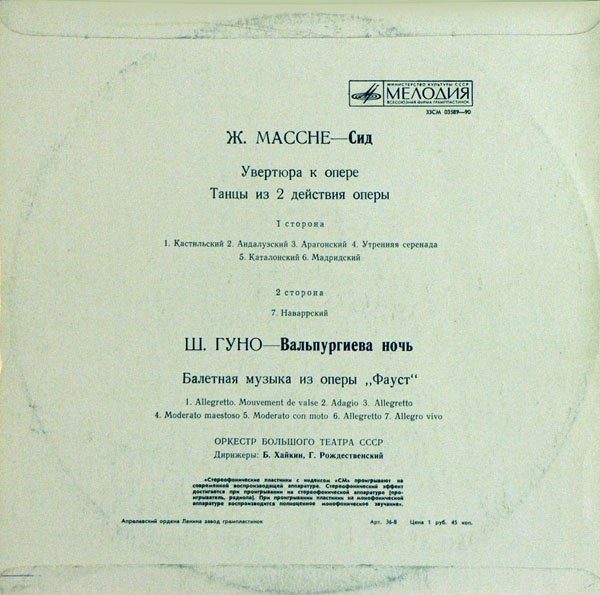 МИНИСТЕРСТВО КУЛЬТУРЫ СССР
МЕЛОДИЯ
ВСЕСОЮЗНАЯ ФИРМА ГРАМПЛАСТИНОК
33СМ 03589—90
Ж. МАССНЕ—Сид
Увертюра к опере
Танцы из 2 действия оперы
1 сторона
1. Кастильский 2. Андалузский 3. Арагонский 4. Утренняя серенада
5. Каталонский 6. Мадридский
2 сторона
7. Наваррский
Ш. ГУНО—Вальпургиева ночь
Балетная музыка из оперы „Фауст“
1. Allegretto. Mouvement de valse 2. Adagio 3. Allegretto
4. Moderato maestoso 5. Moderato con moto 6. Allegretto 7. Allegro vivo
ОРКЕСТР БОЛЬШОГО ТЕАТРА СССР
Дирижеры: Б. Хайкин, Г. Рождественский
«Стереофонические пластинки с индексом «СМ» проигрывают на
современной воспроизводящей аппаратуре. Стереофонический эффект
достигается при проигрывании на стереофонической аппаратуре (про-
игрыватель, радиола). При проигрывании пластинки на монофонической
аппаратуре воспроизводится полноценное монофоническое звучание».
Апрелевский ордена Ленина завод грампластинок
Арт. 36-8 Цена 1 руб. 45 коп.